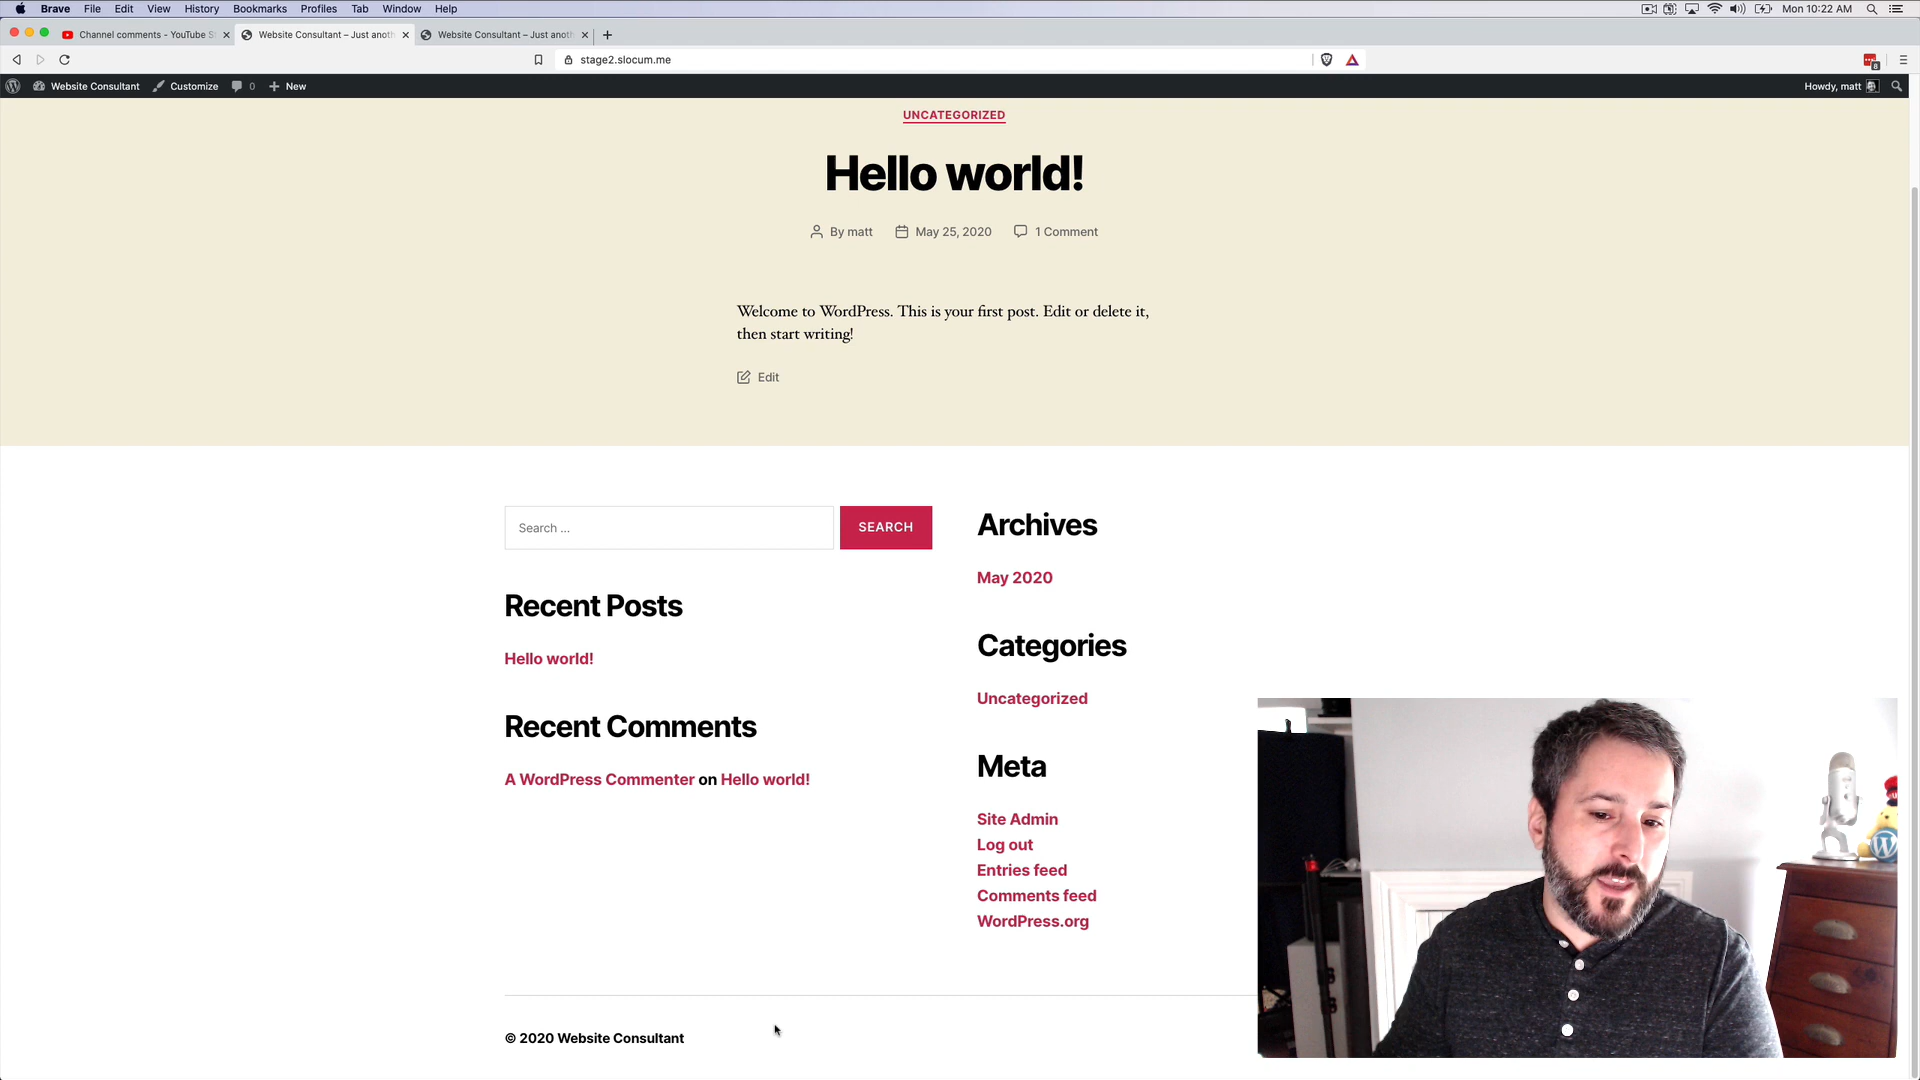 Brave File Edit View History Bookmarks Profiles Tab Window Help
Mon 10:22 AM
Channel comments - YouTube S
Website Consultant – Just anoth
Website Consultant – Just anoth
stage2.slocum.me
Website Consultant
Customize
0
New
Howdy, matt
UNCATEGORIZED
Hello world!
By matt
May 25, 2020
1 Comment
Welcome to WordPress. This is your first post. Edit or delete it,
then start writing!
Edit
Search …
SEARCH
Recent Posts
Hello world!
Recent Comments
A WordPress Commenter on Hello world!
Archives
May 2020
Categories
Uncategorized
Meta
Site Admin
Log out
Entries feed
Comments feed
WordPress.org
© 2020 Website Consultant